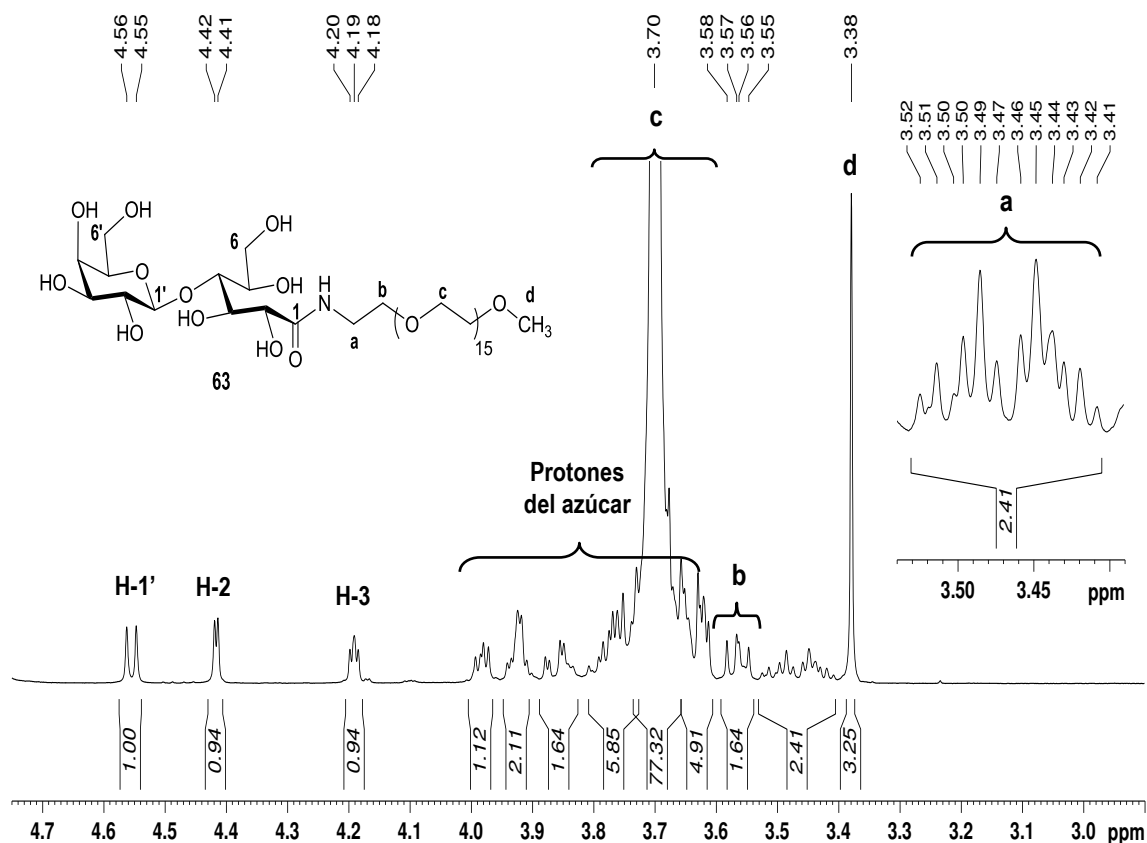 4.56 4.55 4.42 4.41 4.20 4.19 4.18 3.70 3.58 3.57 3.56 3.55 3.38
3.52 3.51 3.50 3.50 3.49 3.47 3.46 3.45 3.44 3.43 3.42 3.41
c
d
a
OH OH
6'
OH
6
O
HO
1'
O
OH
OH
HO
1
H
N
b
c
d
O
O
CH3
15
HO
OH
O
a
63
2.41
3.50 3.45 ppm
Protones
del azúcar
b
H-1’ H-2 H-3
1.00 0.94 0.94 1.12 2.11 1.64 5.85 77.32 4.91 1.64 2.41 3.25
4.7 4.6 4.5 4.4 4.3 4.2 4.1 4.0 3.9 3.8 3.7 3.6 3.5 3.4 3.3 3.2 3.1 3.0 ppm